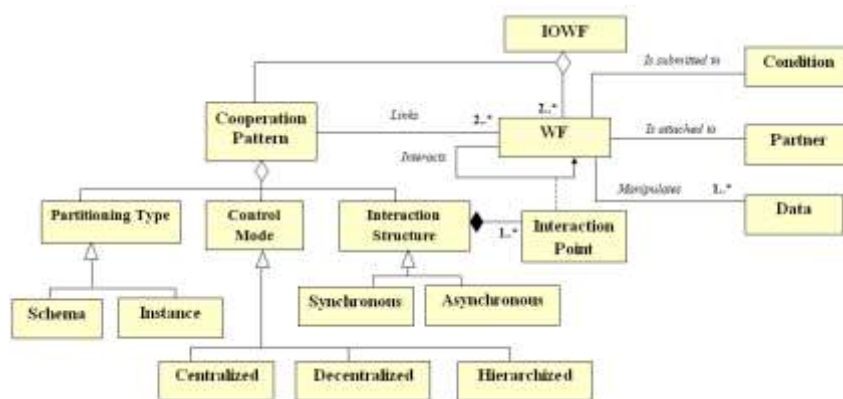 IOWF
Is submitted to
Condition
Cooperation
Pattern
Links
2..*
2..*
WF
Is attached to
Partner
Interacts
Manipulates
1..*
Data
Partitioning Type
Control
Mode
Interaction
Structure
1..*
Interaction
Point
Schema
Instance
Synchronous
Asynchronous
Centralized
Decentralized
Hierarchized